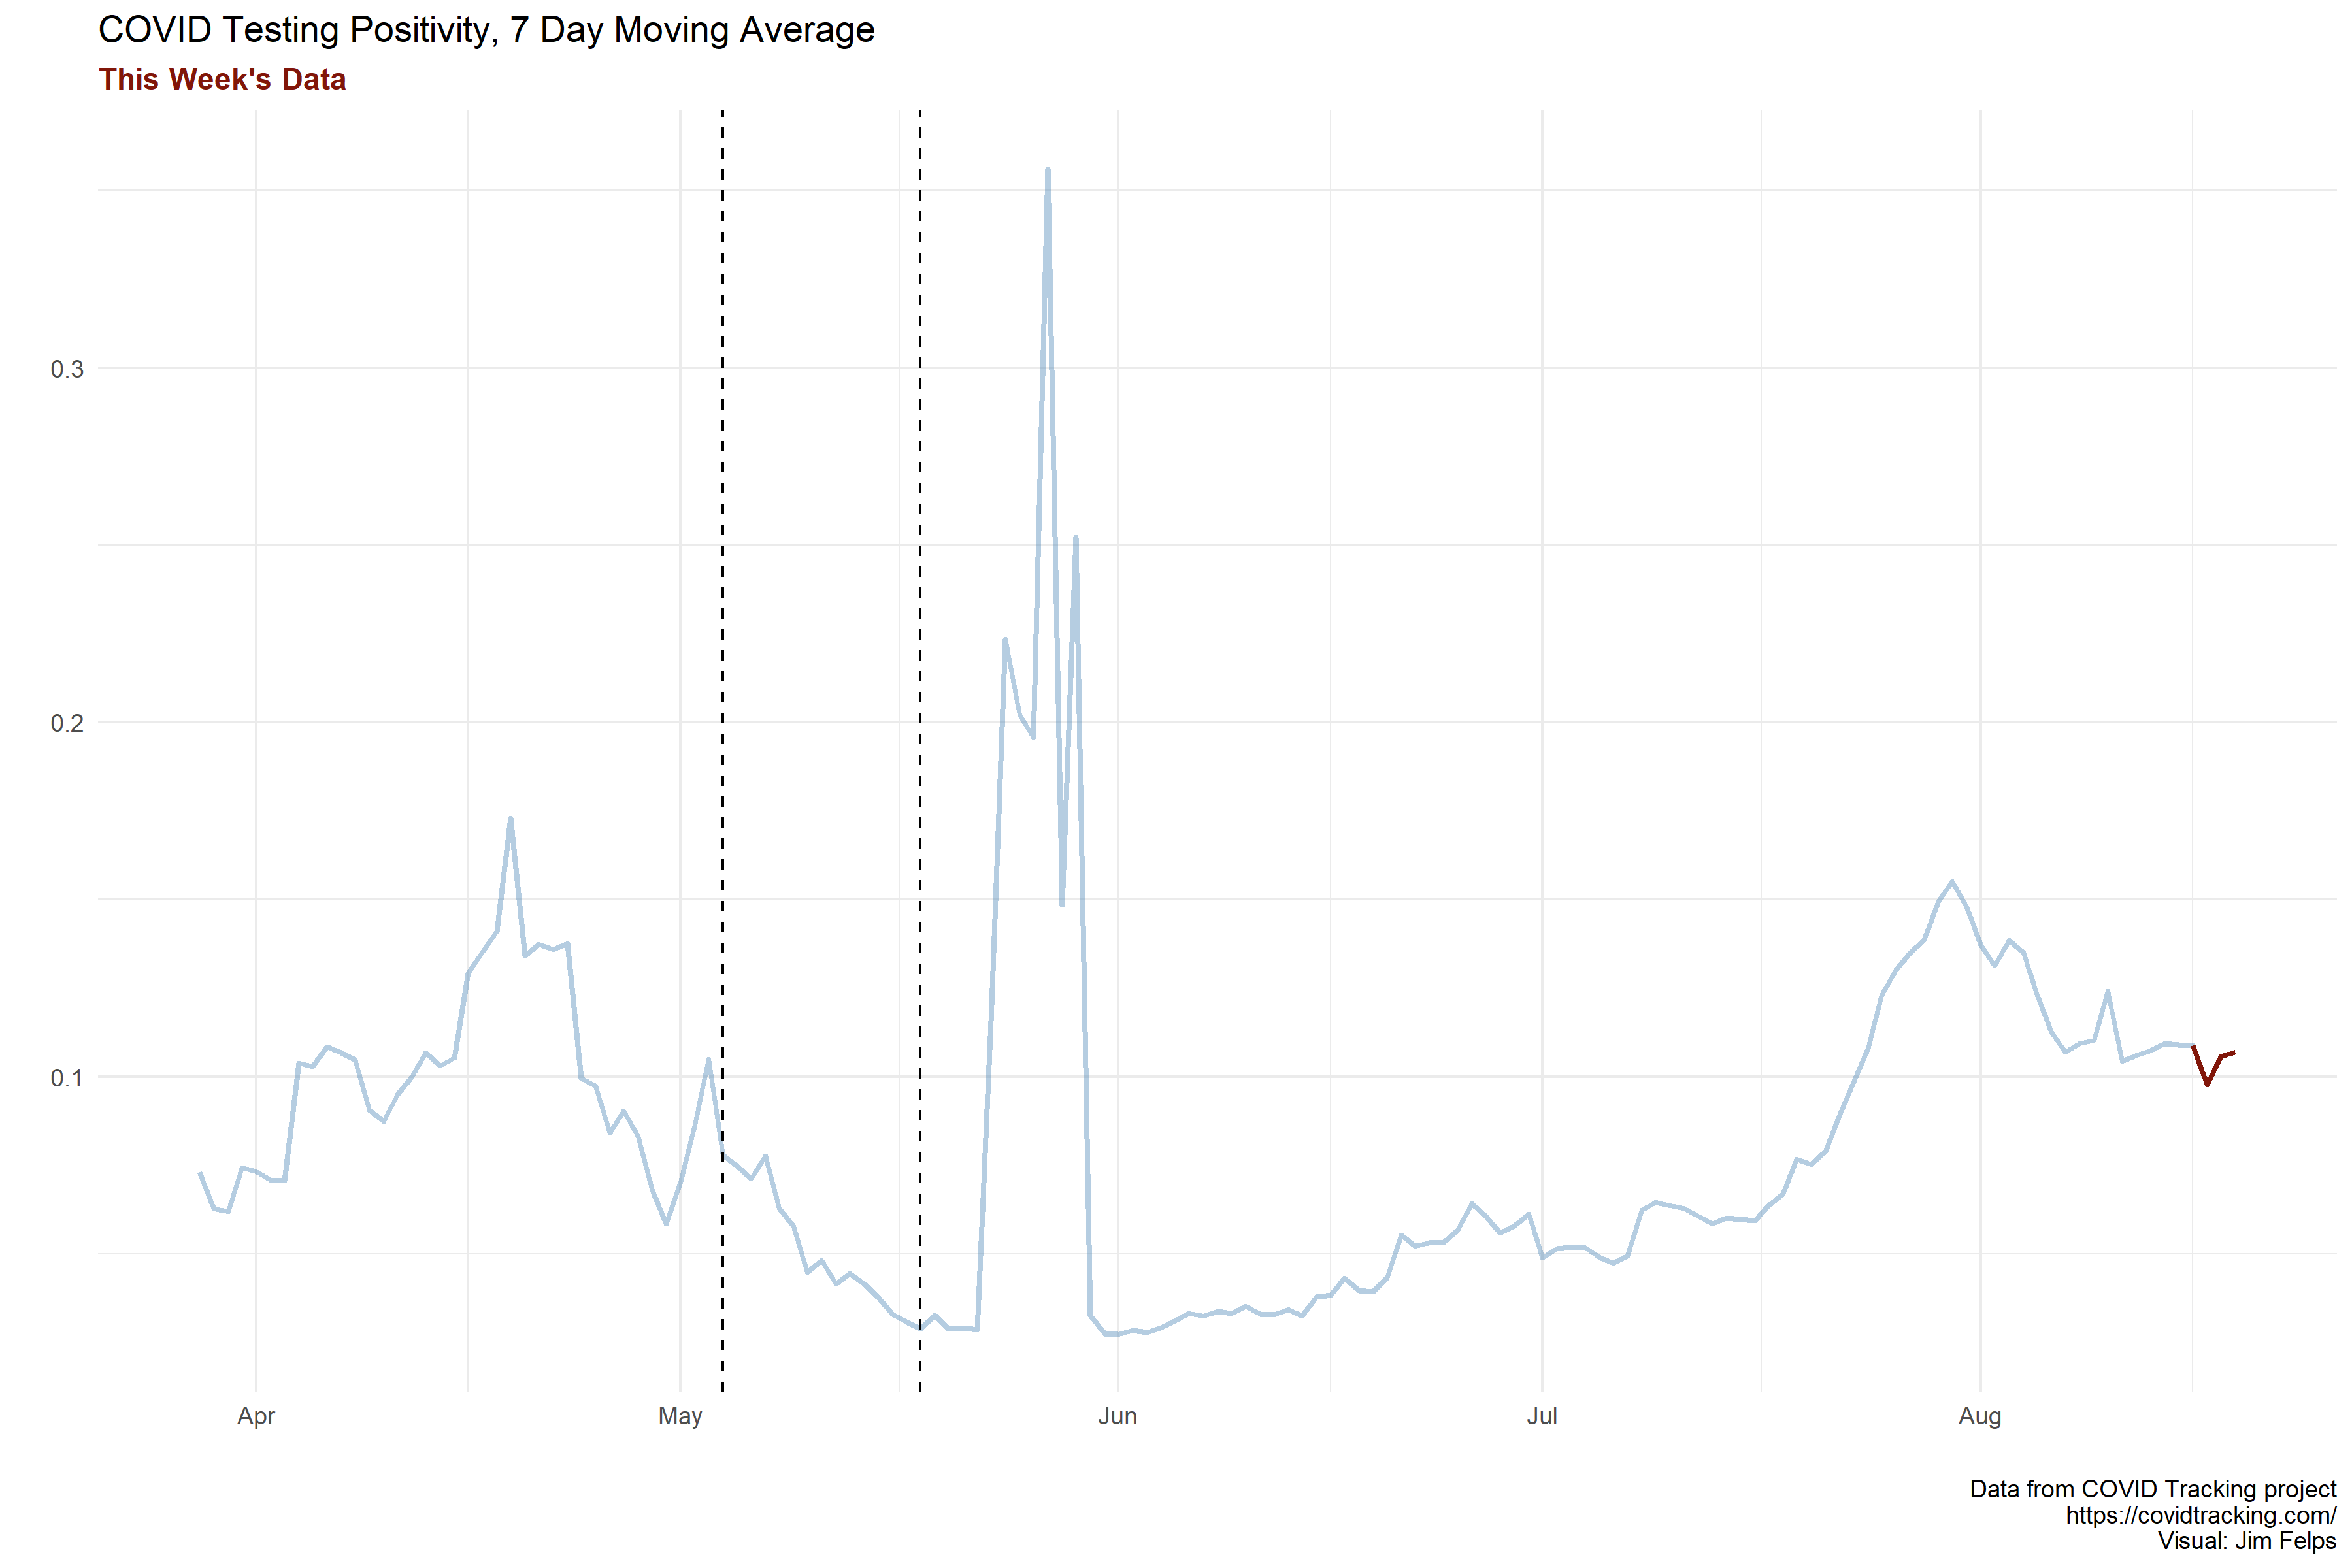 COVID Testing Positivity, 7 Day Moving Average
This Week's Data
0.3
0.2
0.1
Apr
May
Jun
Jul
Aug
Data from COVID Tracking project
https://covidtracking.com/
Visual: Jim Felps